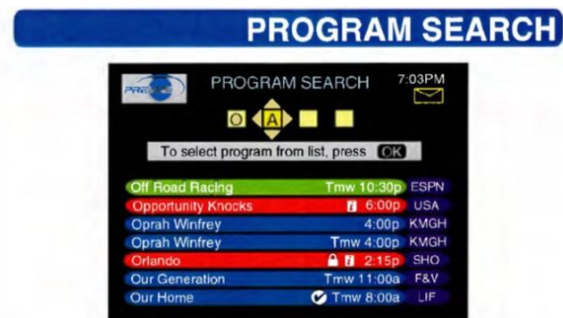 PROGRAM SEARCH
PROGRAM SEARCH 7:03PM
O A
To select program from list, press OK
Off Road Racing Tmw 10:30p ESPN
Opportunity Knocks i 6:00p USA
Oprah Winfrey 4:00p KMGH
Oprah Winfrey Tmw 4:00p KMGH
Orlando i 2:15p SHO
Our Generation Tmw 11:00a F&V
Our Home Tmw 8:00a LIF